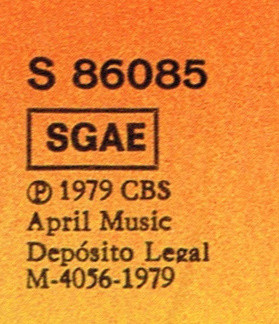 S 86085
SGAE
Ⓟ 1979 CBS
April Music
Depósito Legal
M-4056-1979